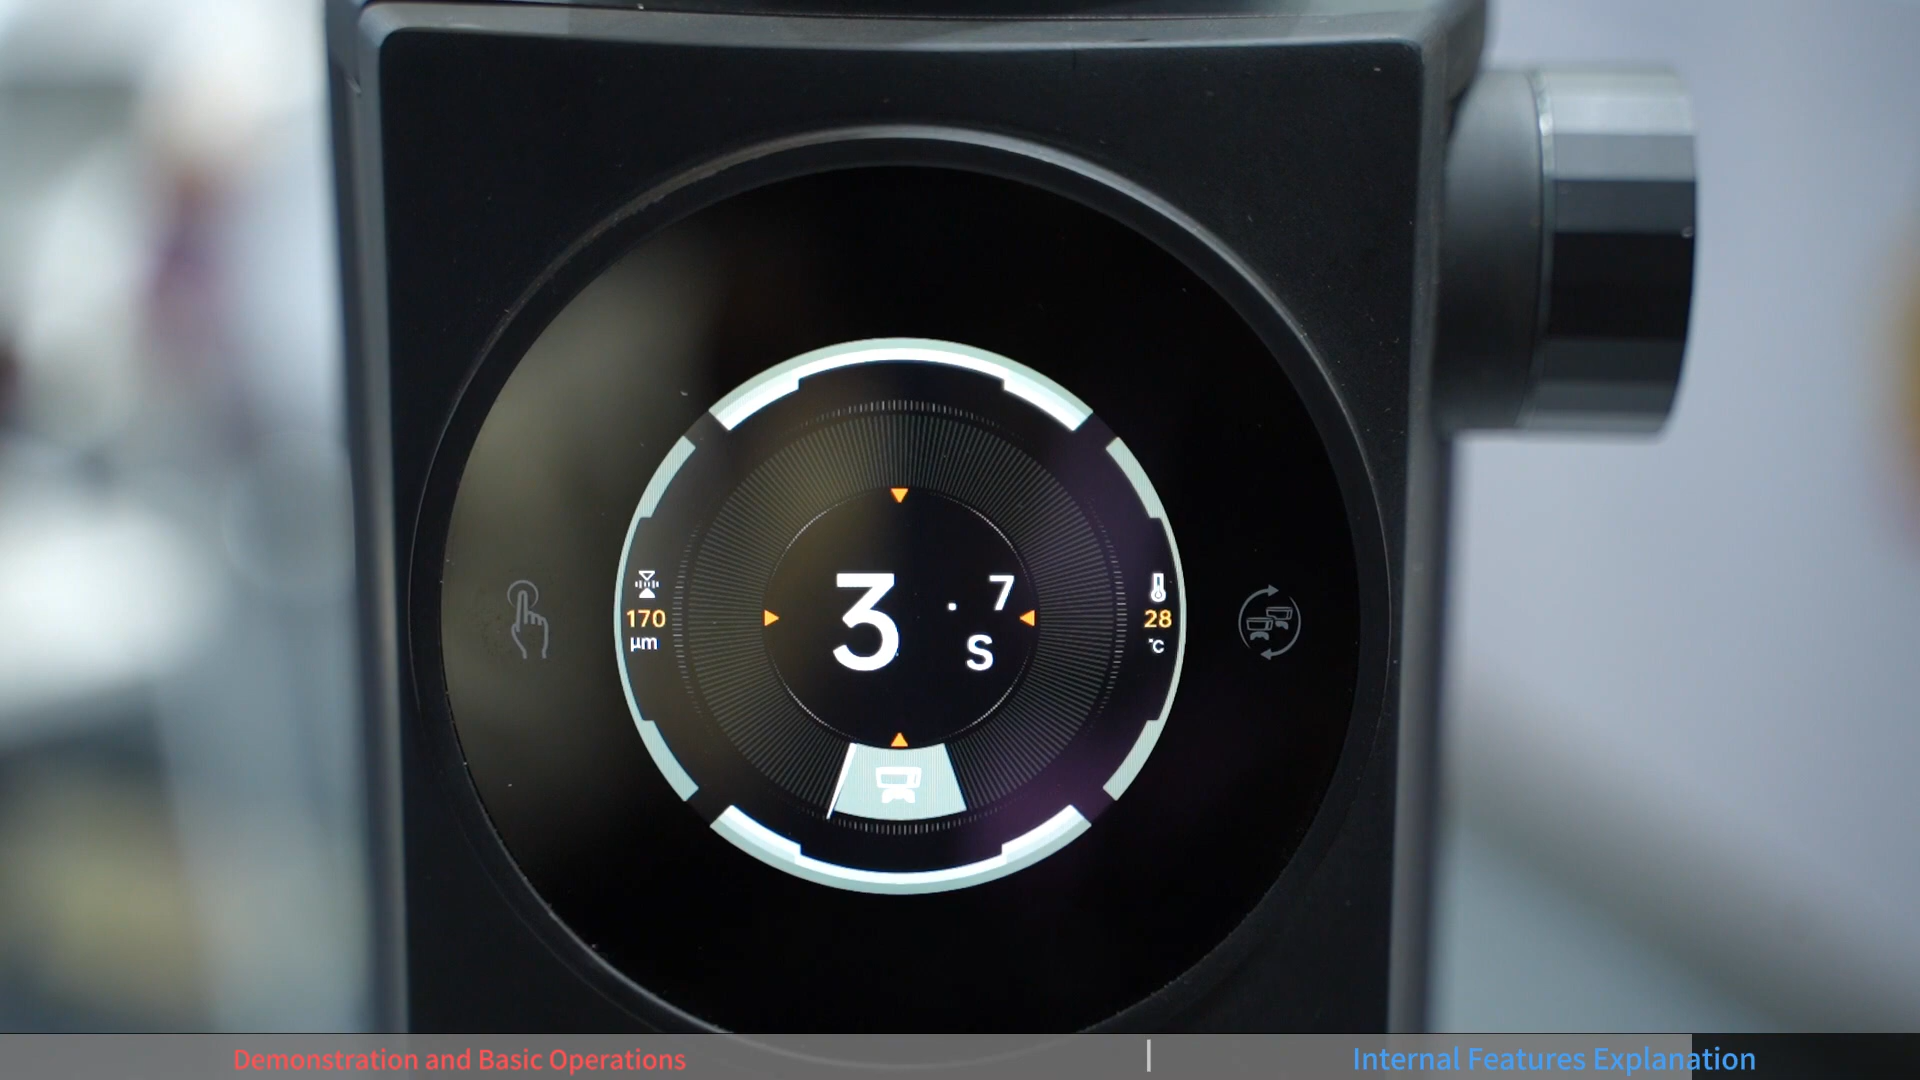 3.7
S
170
µm
28
°C
Demonstration and Basic Operations | Internal Features Explanation